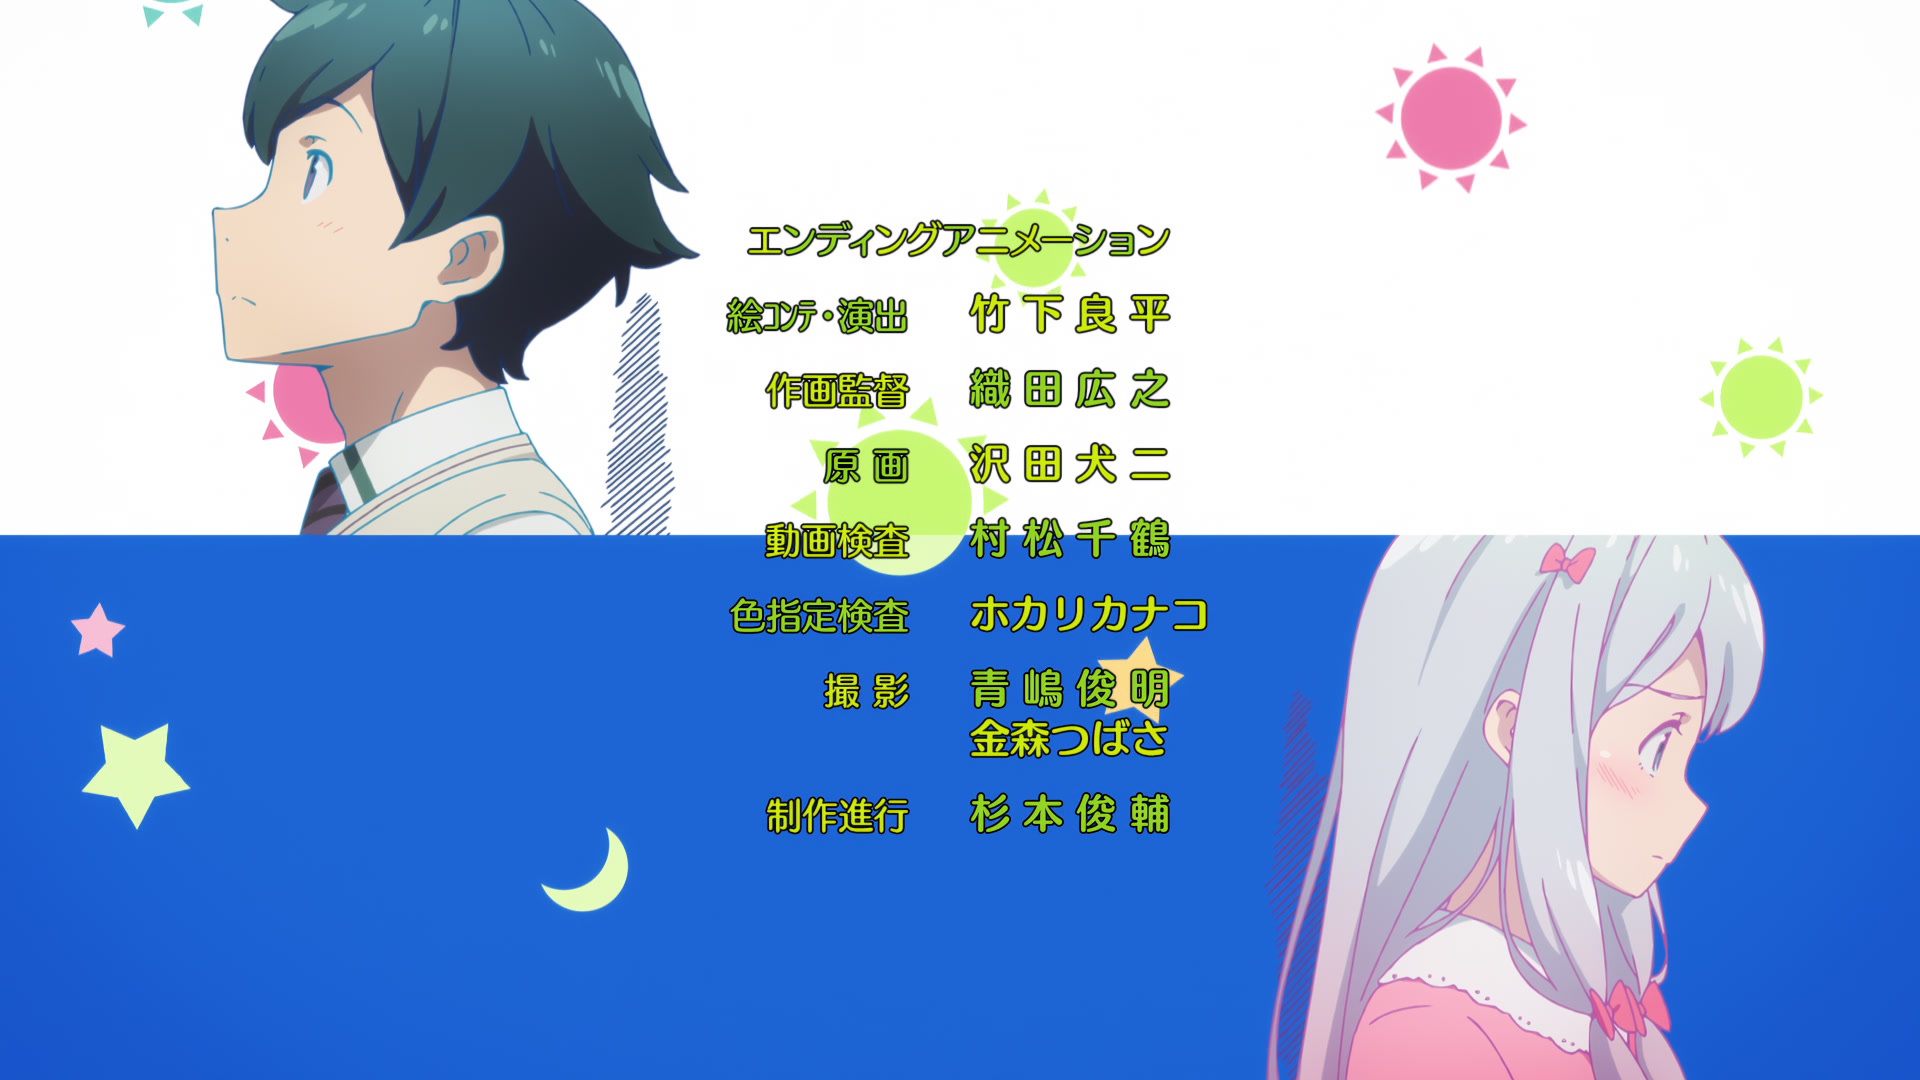 エンディングアニメーション
絵コンテ・演出 竹下良平
作画監督 織田広之
原画 沢田犬二
動画検査 村松千鶴
色指定検査 ホカリカナコ
撮影 青嶋俊明
金森つばさ
制作進行 杉本俊輔